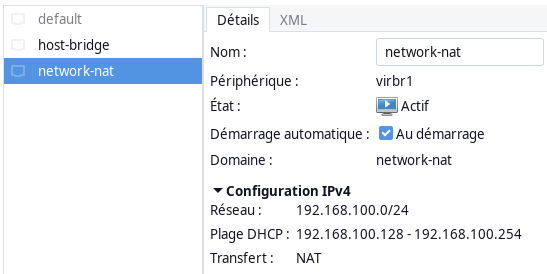 default
host-bridge
network-nat
Détails
XML
Nom : network-nat
Périphérique : virbr1
État : Actif
Démarrage automatique : Au démarrage
Domaine : network-nat
Configuration IPv4
Réseau : 192.168.100.0/24
Plage DHCP : 192.168.100.128 - 192.168.100.254
Transfert : NAT